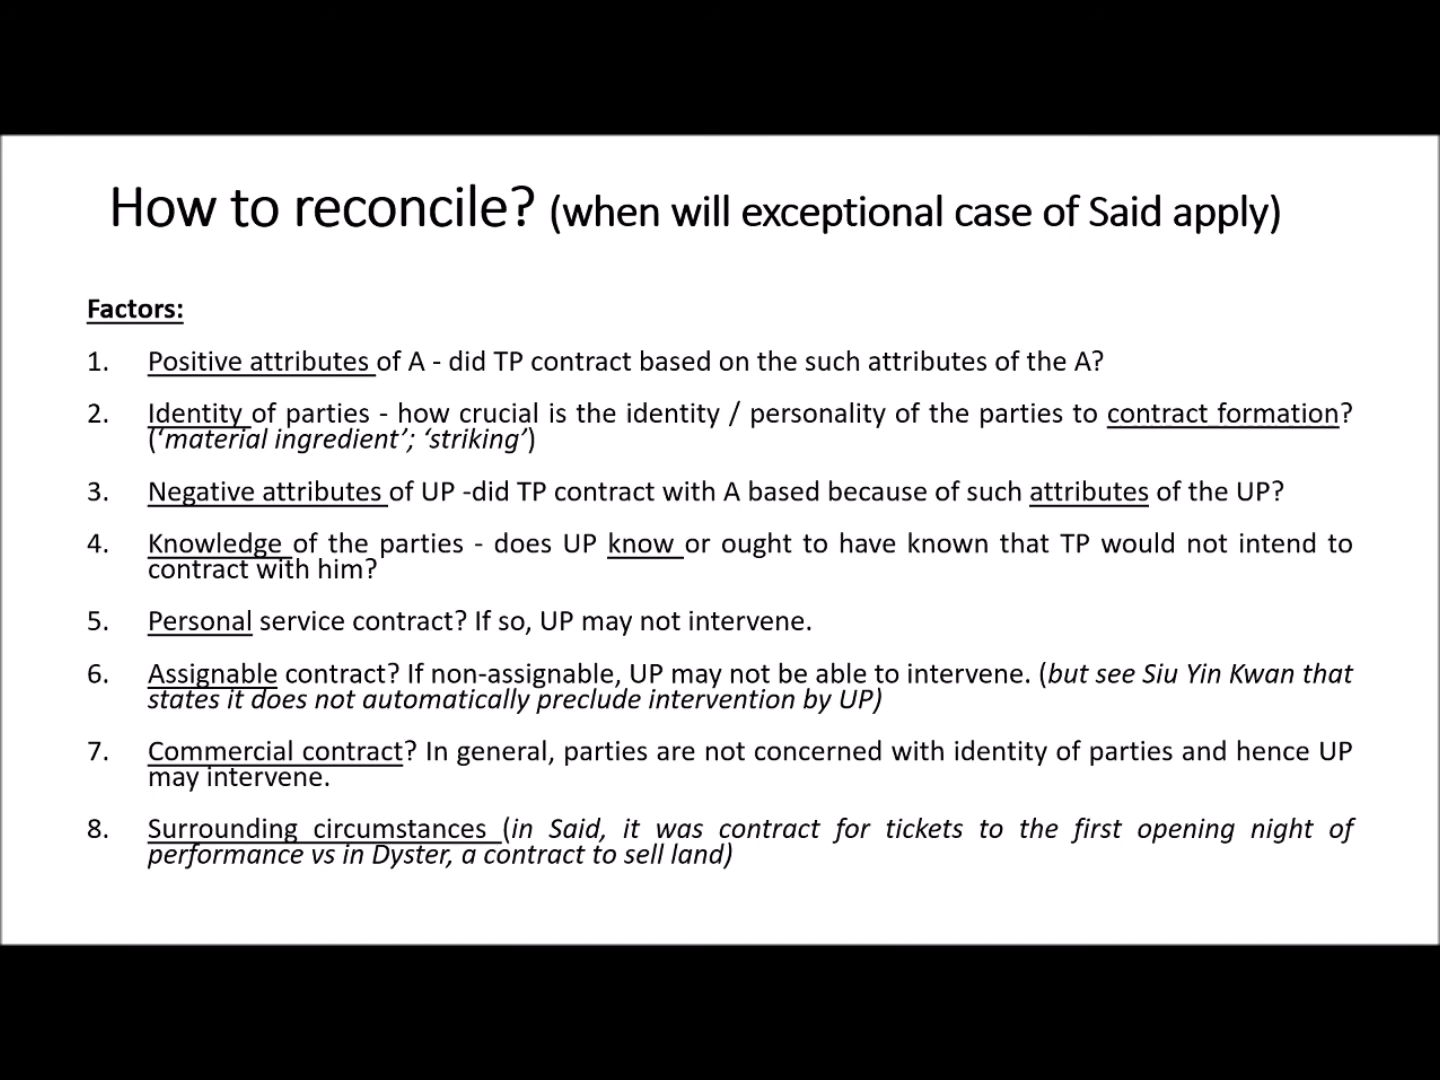 How to reconcile? (when will exceptional case of Said apply)
Factors:
1. Positive attributes of A - did TP contract based on the such attributes of the A?
2. Identity of parties - how crucial is the identity / personality of the parties to contract formation?
(‘material ingredient’; ‘striking’)
3. Negative attributes of UP -did TP contract with A based because of such attributes of the UP?
4. Knowledge of the parties - does UP know or ought to have known that TP would not intend to
contract with him?
5. Personal service contract? If so, UP may not intervene.
6. Assignable contract? If non-assignable, UP may not be able to intervene. (but see Siu Yin Kwan that
states it does not automatically preclude intervention by UP)
7. Commercial contract? In general, parties are not concerned with identity of parties and hence UP
may intervene.
8. Surrounding circumstances (in Said, it was contract for tickets to the first opening night of
performance vs in Dyster, a contract to sell land)